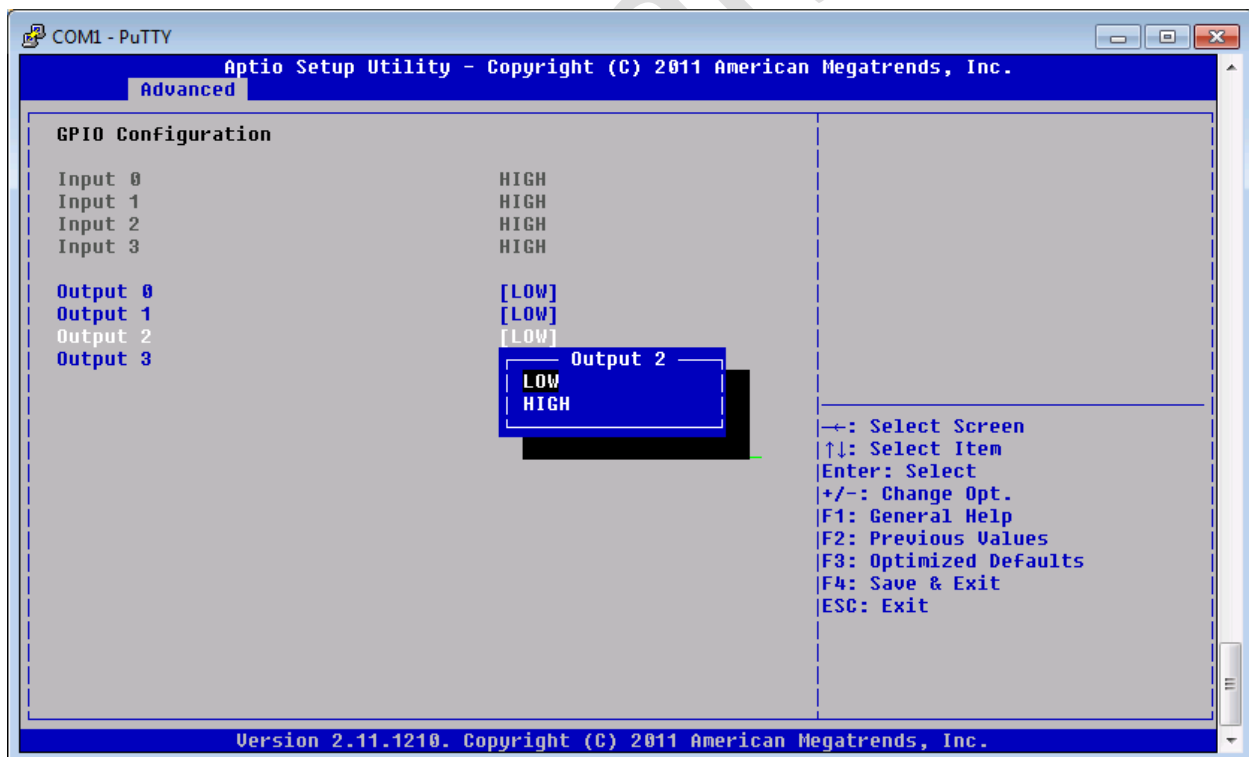 COM1 - PuTTY
Aptio Setup Utility - Copyright (C) 2011 American Megatrends, Inc.
Advanced
GPIO Configuration
Input 0 HIGH
Input 1 HIGH
Input 2 HIGH
Input 3 HIGH
Output 0 [LOW]
Output 1 [LOW]
Output 2 [LOW]
Output 3
Output 2
LOW
HIGH
→←: Select Screen
↑↓: Select Item
Enter: Select
+/-: Change Opt.
F1: General Help
F2: Previous Values
F3: Optimized Defaults
F4: Save & Exit
ESC: Exit
Version 2.11.1210. Copyright (C) 2011 American Megatrends, Inc.